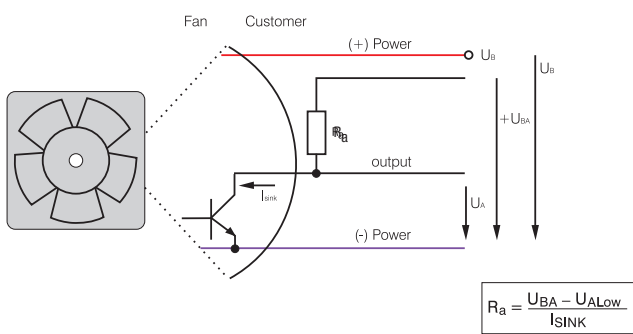 Fan Customer
(+) Power
UB
UB
+UBA
Ra
output
Isink
UA
(-) Power
Ra = UBA – UALow
ISINK